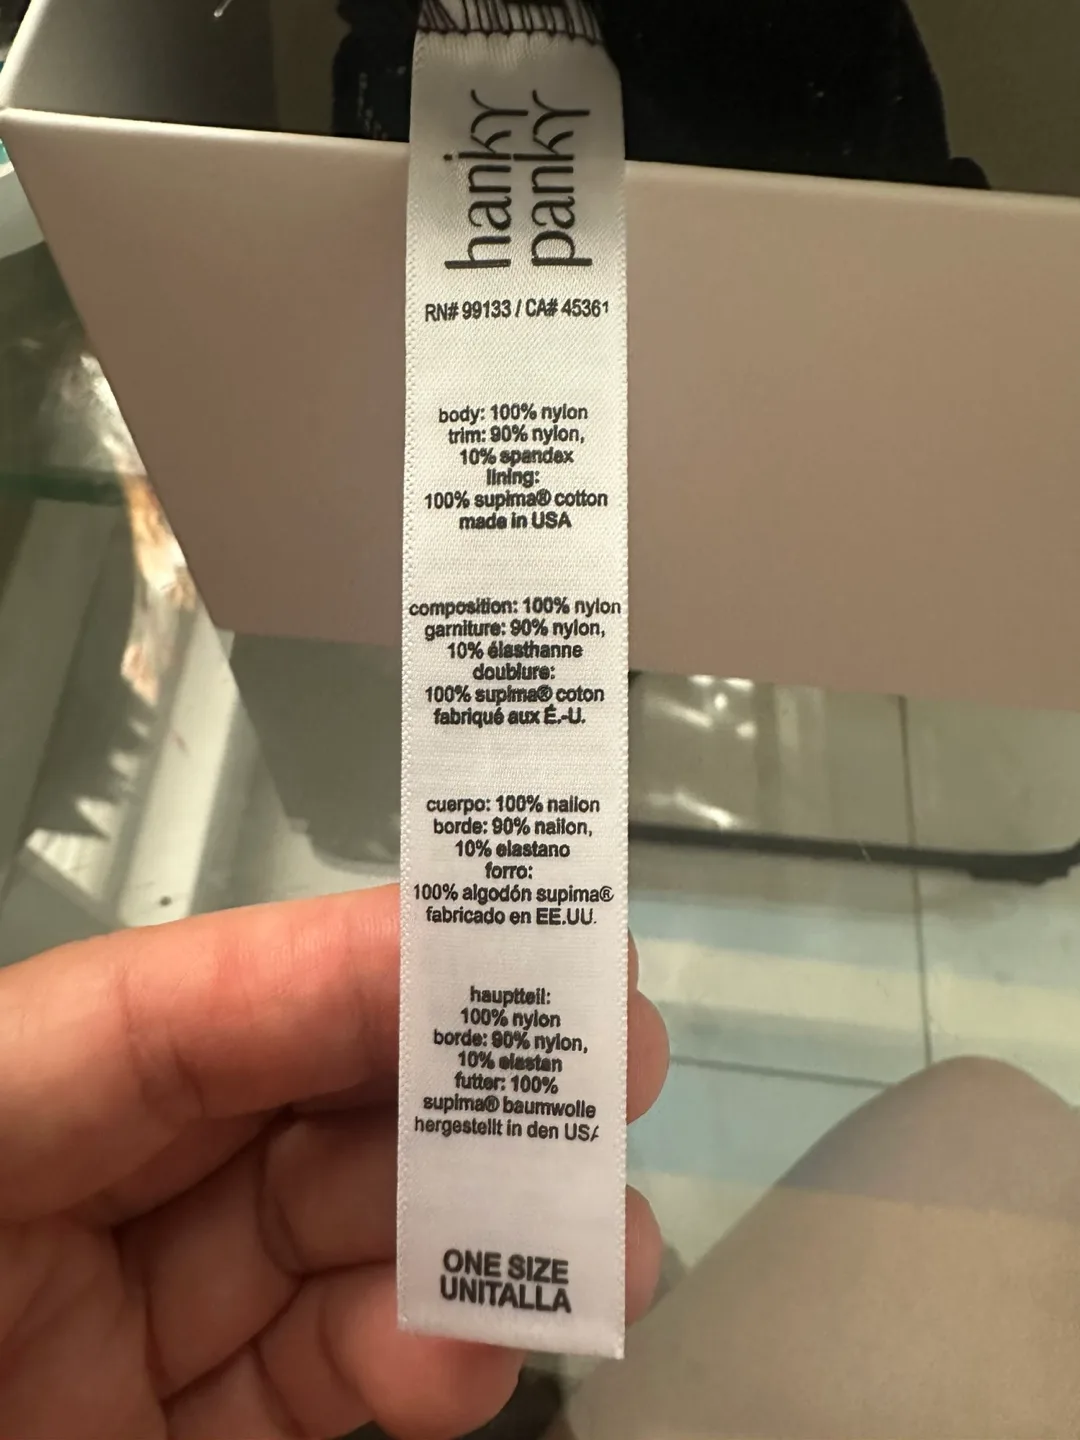 hanky
panky
RN# 99133 / CA# 45361
body: 100% nylon
trim: 90% nylon,
10% spandex
lining:
100% supima® cotton
made in USA
composition: 100% nylon
garniture: 90% nylon,
10% élasthanne
doublure:
100% supima® coton
fabriqué aux É.-U.
cuerpo: 100% nailon
borde: 90% nailon,
10% elastano
forro:
100% algodón supima®
fabricado en EE.UU.
hauptteil:
100% nylon
borde: 90% nylon,
10% elastan
futter: 100%
supima® baumwolle
hergestellt in den USA
ONE SIZE
UNITALLA